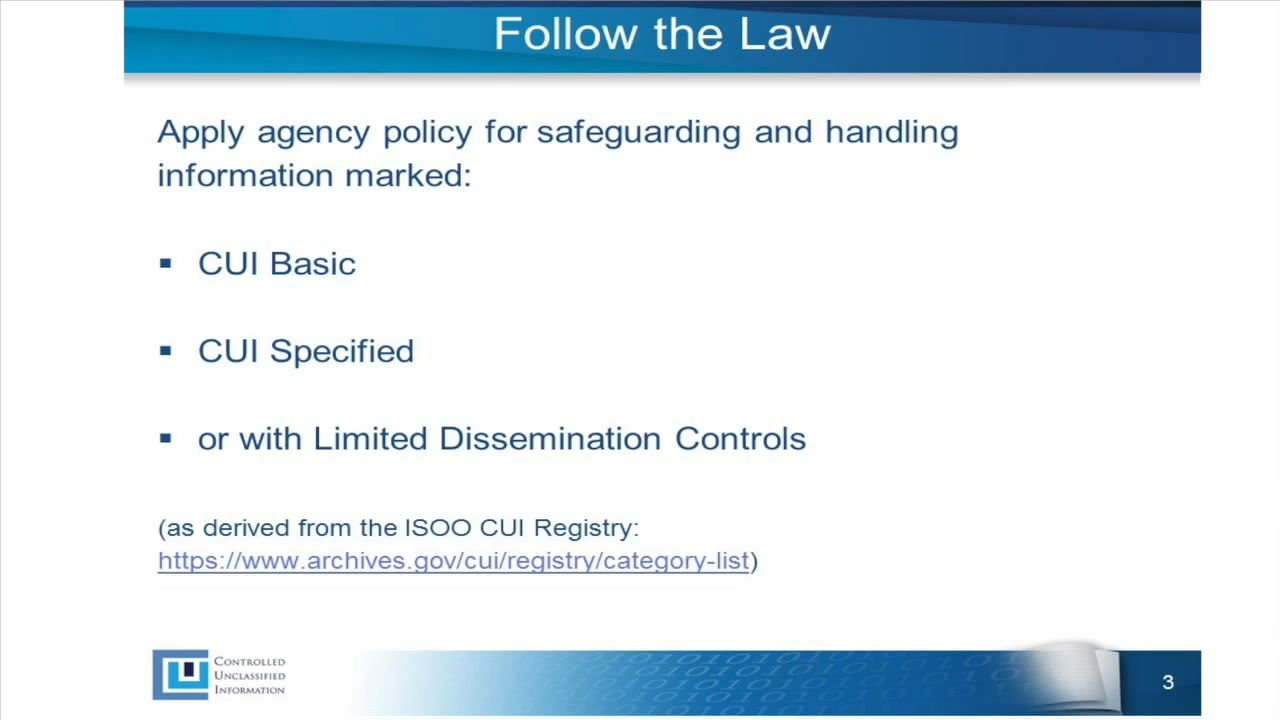 Follow the Law
Apply agency policy for safeguarding and handling
information marked:
▪ CUI Basic
▪ CUI Specified
▪ or with Limited Dissemination Controls
(as derived from the ISOO CUI Registry:
https://www.archives.gov/cui/registry/category-list)
CONTROLLED
UNCLASSIFIED
INFORMATION
3